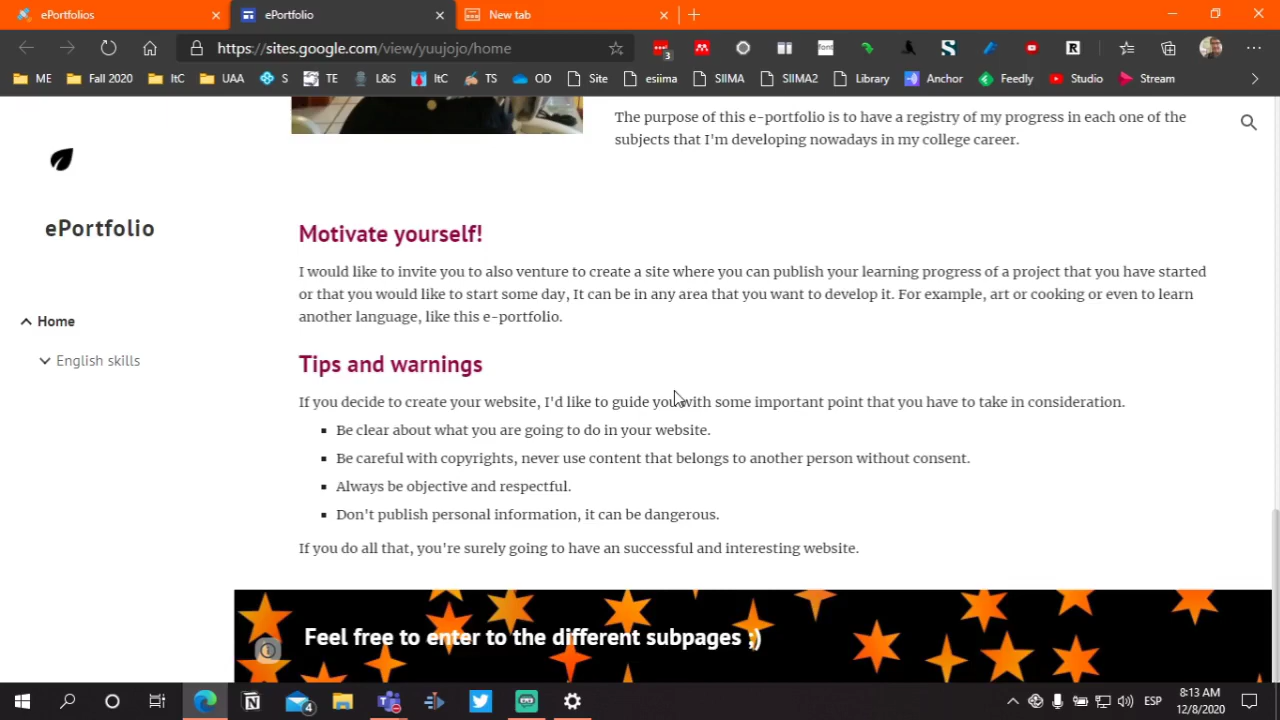 ePortfolios
ePortfolio
New tab
https://sites.google.com/view/yuujojo/home
3
font
R
ME
Fall 2020
ItC
UAA
S
TE
L&S
ItC
TS
OD
Site
esiima
SIIMA
SIIMA2
Library
Anchor
Feedly
Studio
Stream
The purpose of this e-portfolio is to have a registry of my progress in each one of the
subjects that I'm developing nowadays in my college career.
ePortfolio
Home
English skills
Motivate yourself!
I would like to invite you to also venture to create a site where you can publish your learning progress of a project that you have started
or that you would like to start some day, It can be in any area that you want to develop it. For example, art or cooking or even to learn
another language, like this e-portfolio.
Tips and warnings
If you decide to create your website, I'd like to guide you with some important point that you have to take in consideration.
Be clear about what you are going to do in your website.
Be careful with copyrights, never use content that belongs to another person without consent.
Always be objective and respectful.
Don't publish personal information, it can be dangerous.
If you do all that, you're surely going to have an successful and interesting website.
Feel free to enter to the different subpages ;)
4
ESP
8:13 AM
12/8/2020